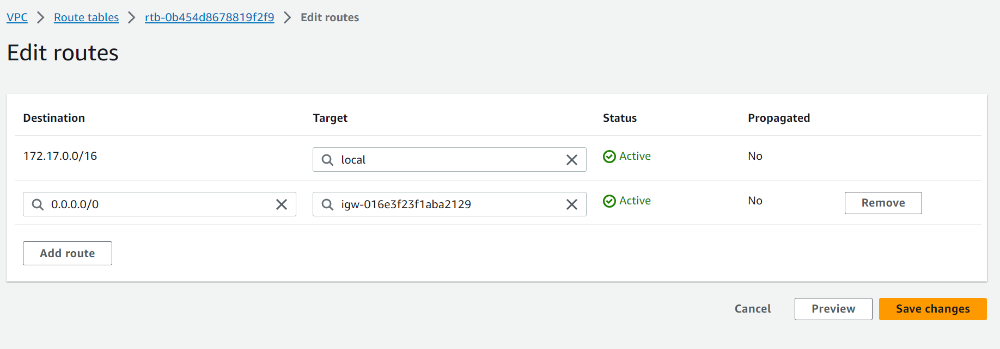 VPC Route tables rtb-0b454d8678819f2f9 Edit routes
Edit routes
Destination Target Status Propagated
172.17.0.0/16 local Active No
0.0.0.0/0 igw-016e3f23f1aba2129 Active No Remove
Add route
Cancel Preview Save changes